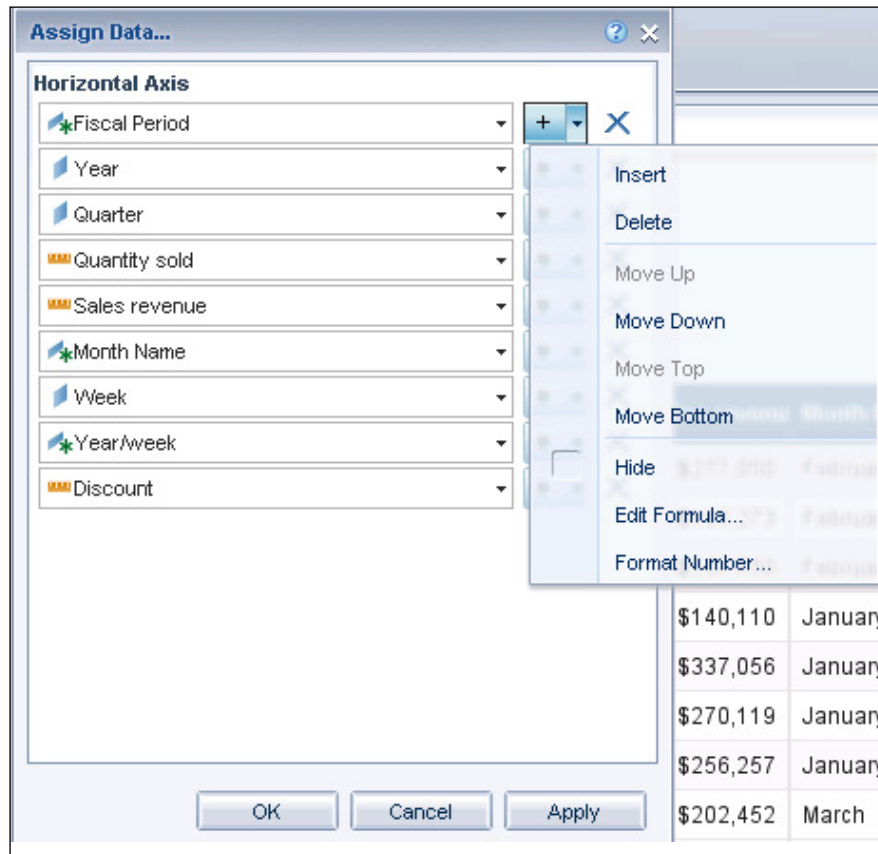 Assign Data...
Horizontal Axis
Fiscal Period
Year
Quarter
Quantity sold
Sales revenue
Month Name
Week
Year/week
Discount
Insert
Delete
Move Up
Move Down
Move Top
Move Bottom
Hide
Edit Formula...
Format Number...
$140,110 January
$337,056 January
$270,119 January
$256,257 January
$202,452 March
OK Cancel Apply